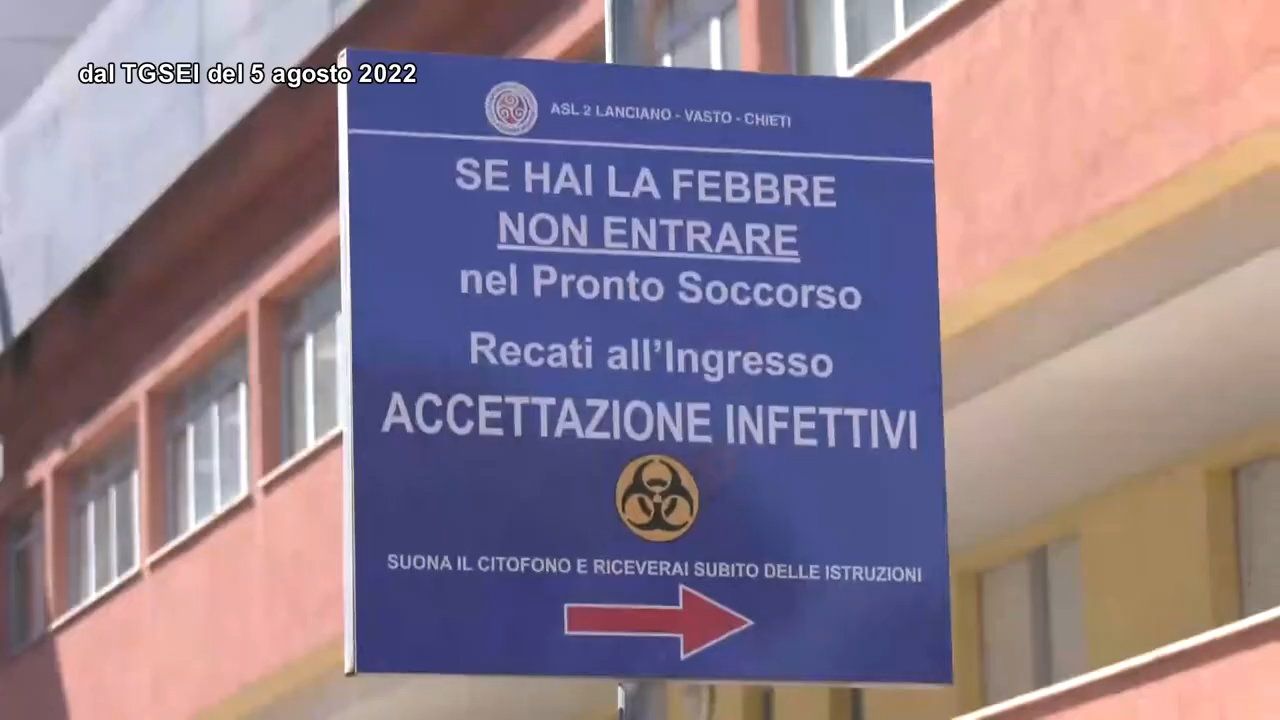 dal TGSEI del 5 agosto 2022
ASL 2 LANCIANO - VASTO - CHIETI
SE HAI LA FEBBRE
NON ENTRARE
nel Pronto Soccorso
Recati all'Ingresso
ACCETTAZIONE INFETTIVI
SUONA IL CITOFONO E RICEVERAI SUBITO DELLE ISTRUZIONI